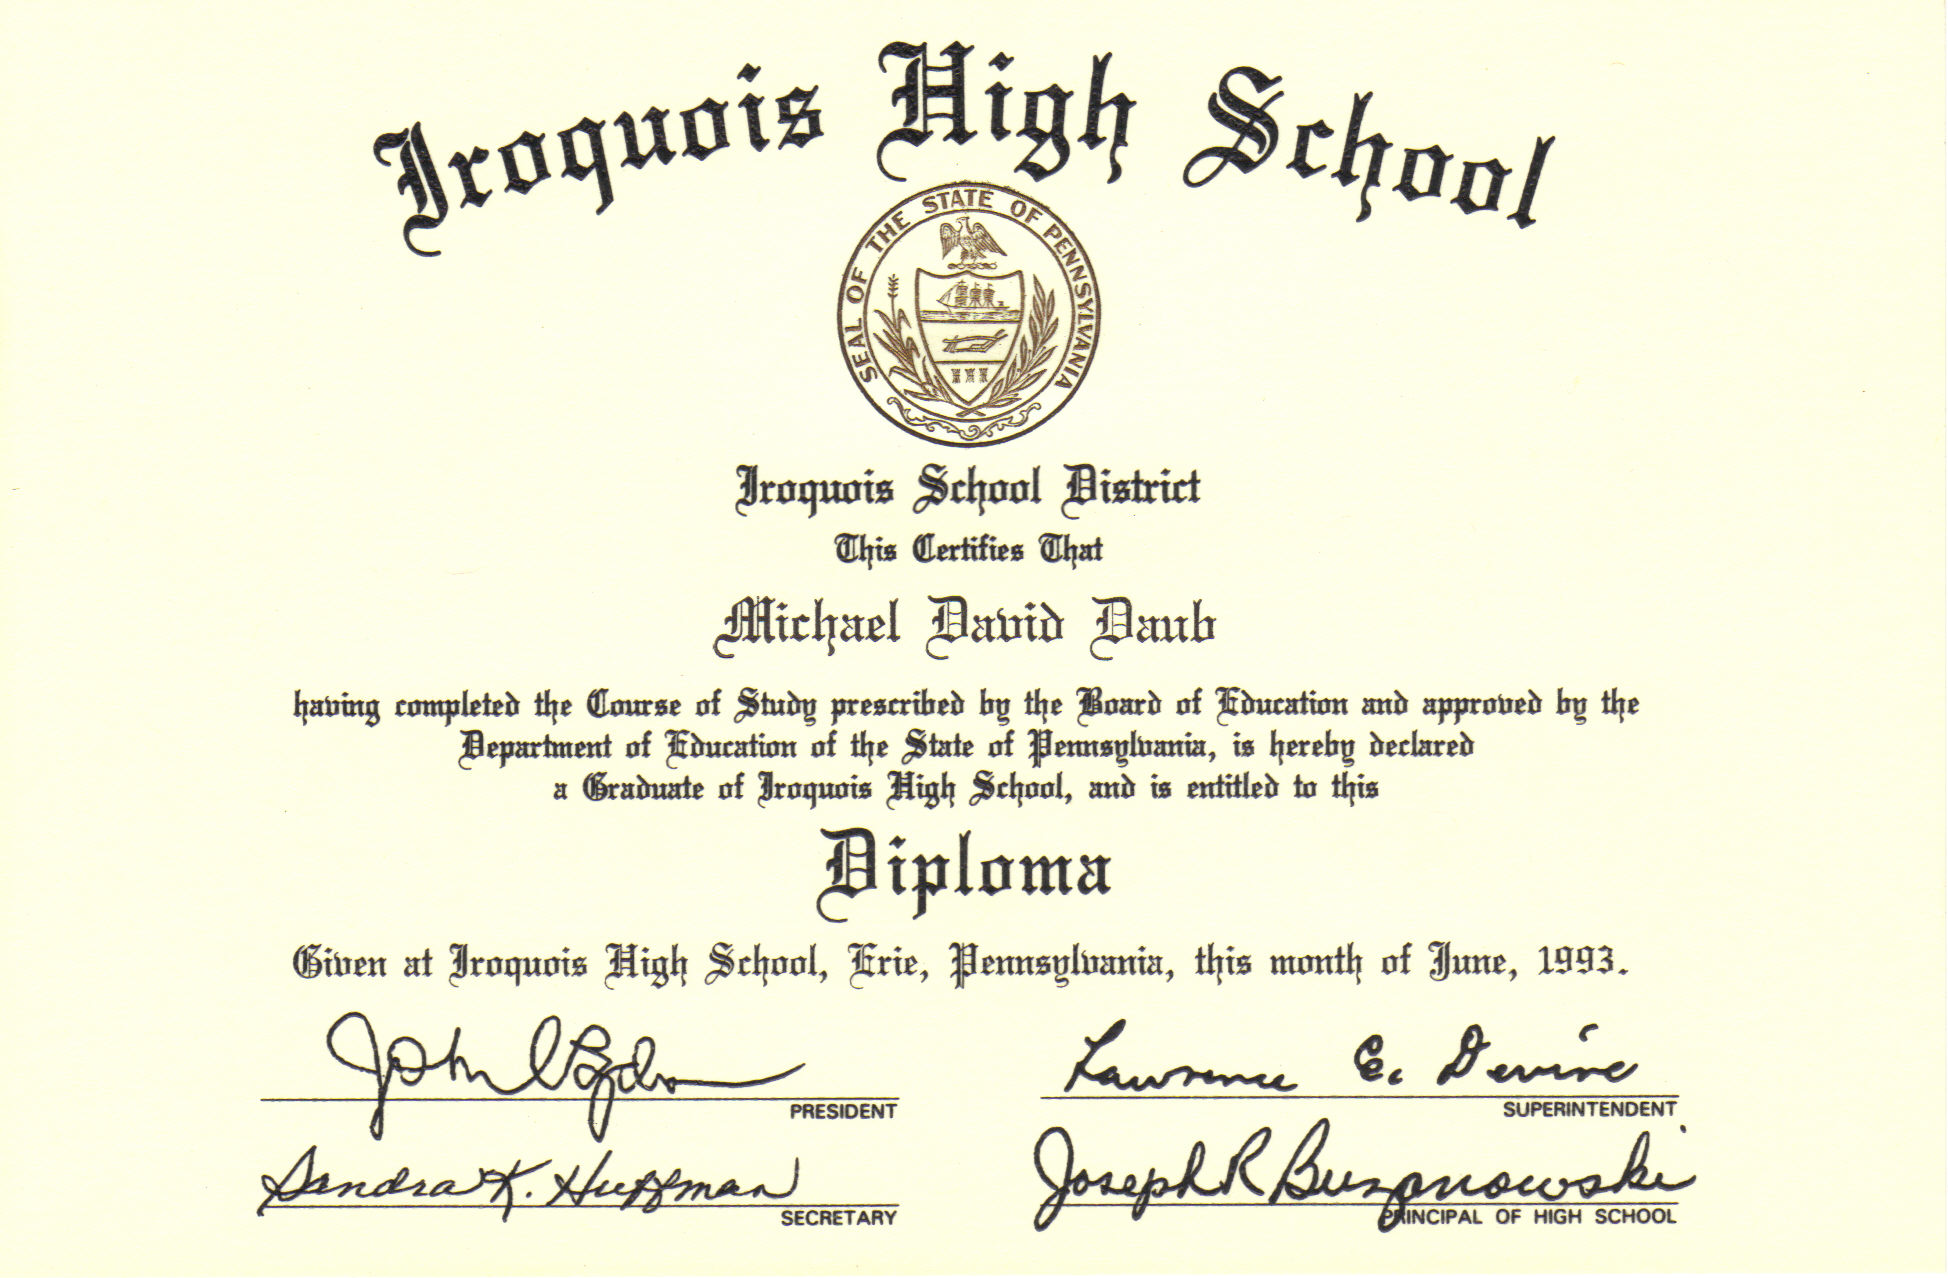 Iroquois High School
SEAL OF THE STATE OF PENNSYLVANIA
Iroquois School District
This Certifies That
Michael David Daub
having completed the Course of Study prescribed by the Board of Education and approved by the
Department of Education of the State of Pennsylvania, is hereby declared
a Graduate of Iroquois High School, and is entitled to this
Diploma
Given at Iroquois High School, Erie, Pennsylvania, this month of June, 1993.
John
PRESIDENT
Lawrence E. Devine
SUPERINTENDENT
Sandra K. Huffman
SECRETARY
Joseph R
PRINCIPAL OF HIGH SCHOOL